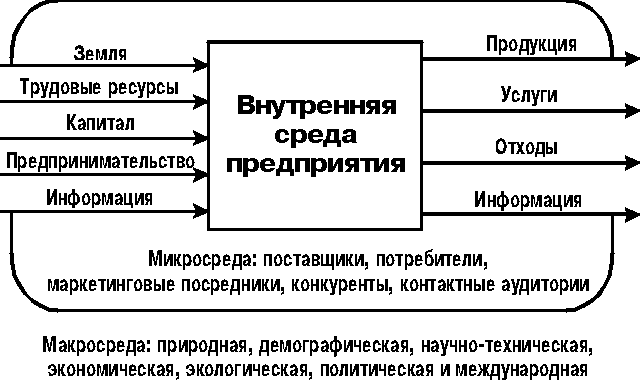 Земля
Трудовые ресурсы
Капитал
Предпринимательство
Информация
Внутренняя
среда
предприятия
Продукция
Услуги
Отходы
Информация
Микросреда: поставщики, потребители,
маркетинговые посредники, конкуренты, контактные аудитории
Макросреда: природная, демографическая, научно-техническая,
экономическая, экологическая, политическая и международная